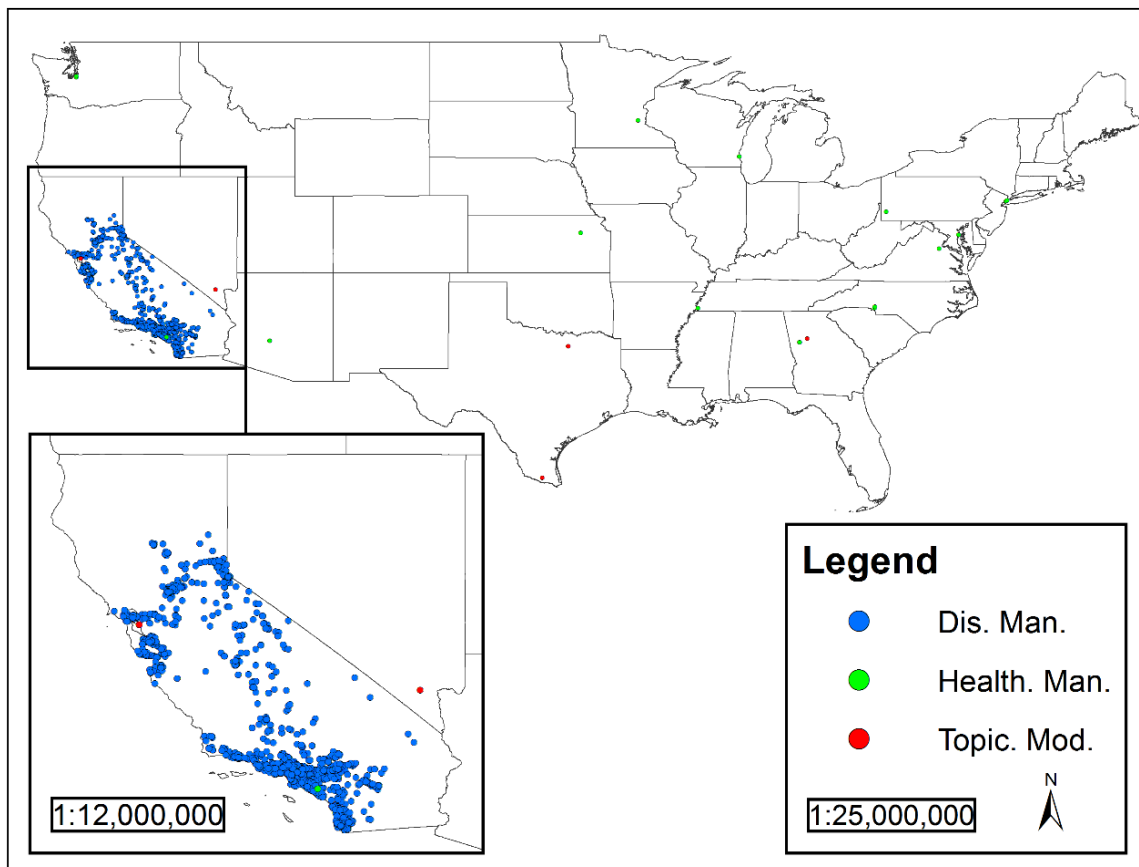 Legend
Dis. Man.
Health. Man.
Topic. Mod.
N
1:12,000,000
1:25,000,000